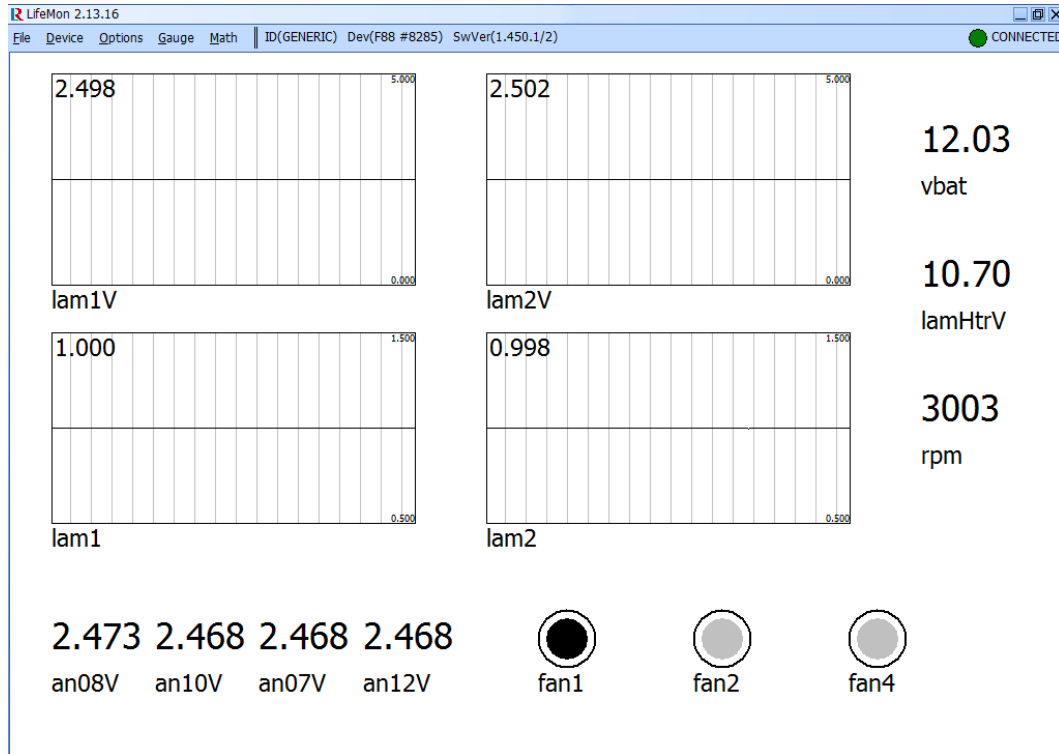 LifeMon 2.13.16
File Device Options Gauge Math ID(GENERIC) Dev(F88 #8285) SwVer(1.450.1/2) CONNECTED
2.498 5.000
0.000
lam1V
2.502 5.000
0.000
lam2V
12.03
vbat
10.70
lamHtrV
1.000 1.500
0.500
lam1
0.998 1.500
0.500
lam2
3003
rpm
2.473 2.468 2.468 2.468
an08V an10V an07V an12V fan1 fan2 fan4